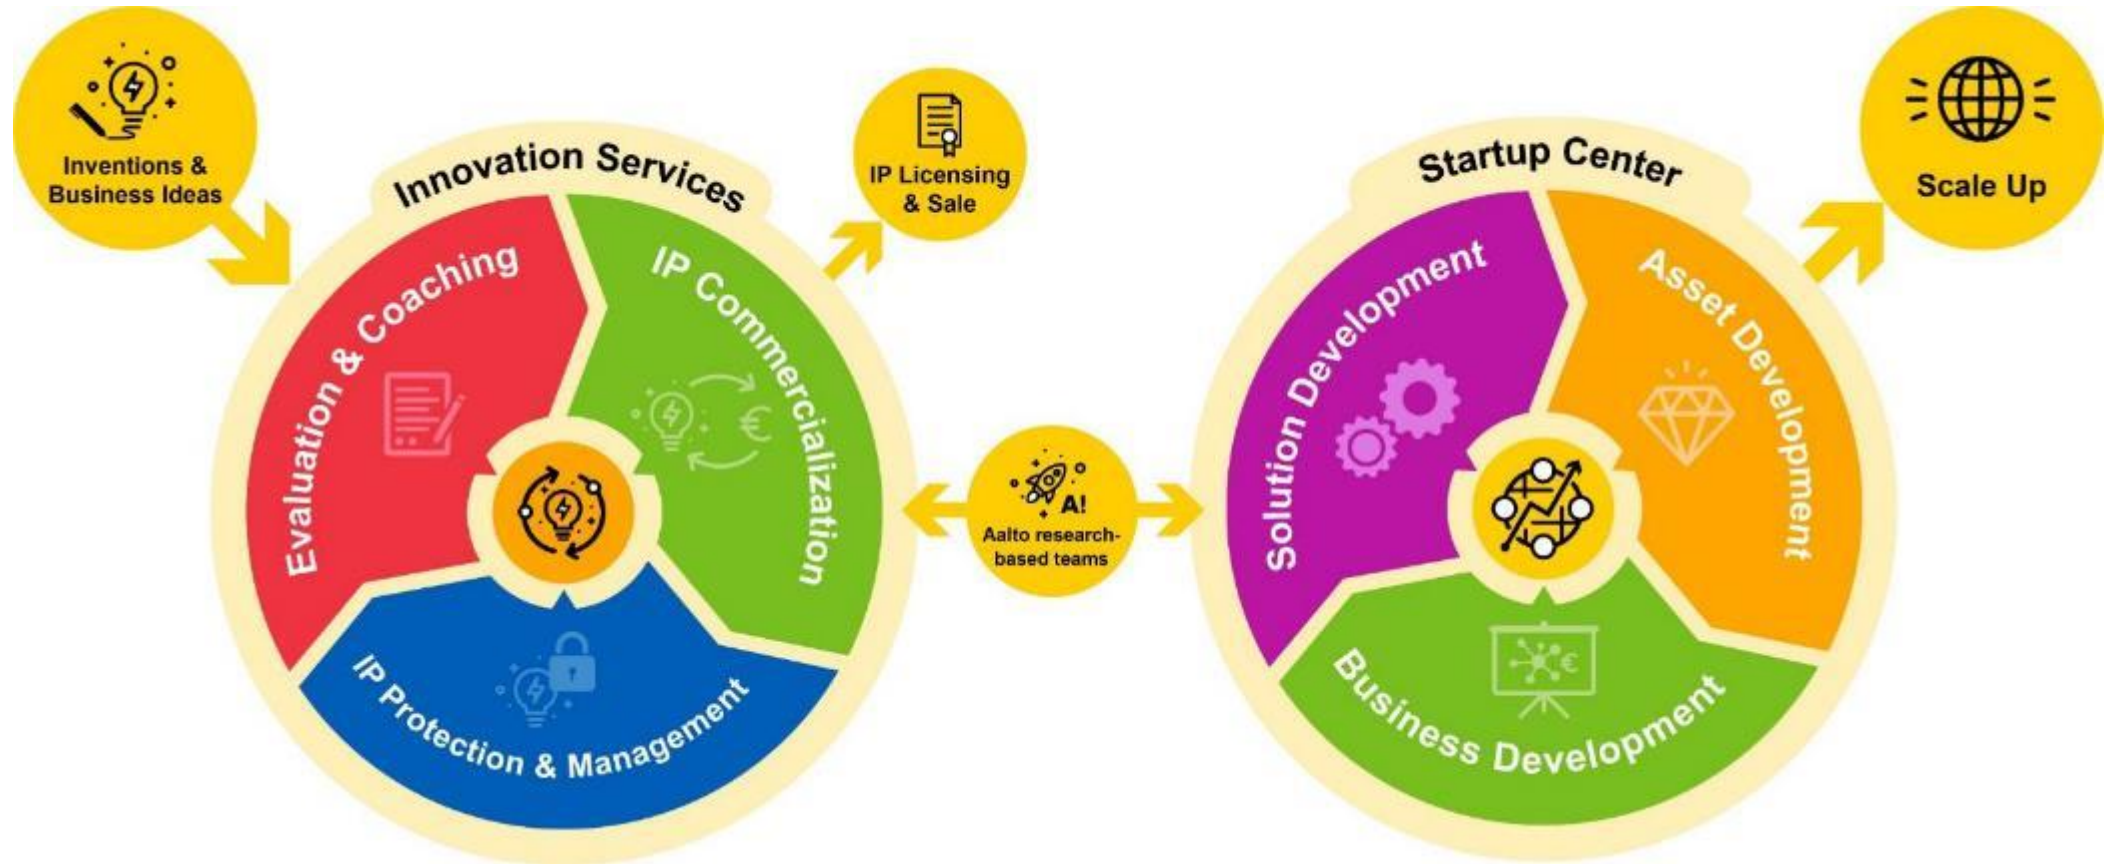 Inventions &
Business Ideas
Innovation Services
Evaluation & Coaching
IP Commercialization
€
IP Protection & Management
IP Licensing
& Sale
A!
Aalto research-
based teams
Startup Center
Solution Development
Asset Development
Business Development
€
Scale Up